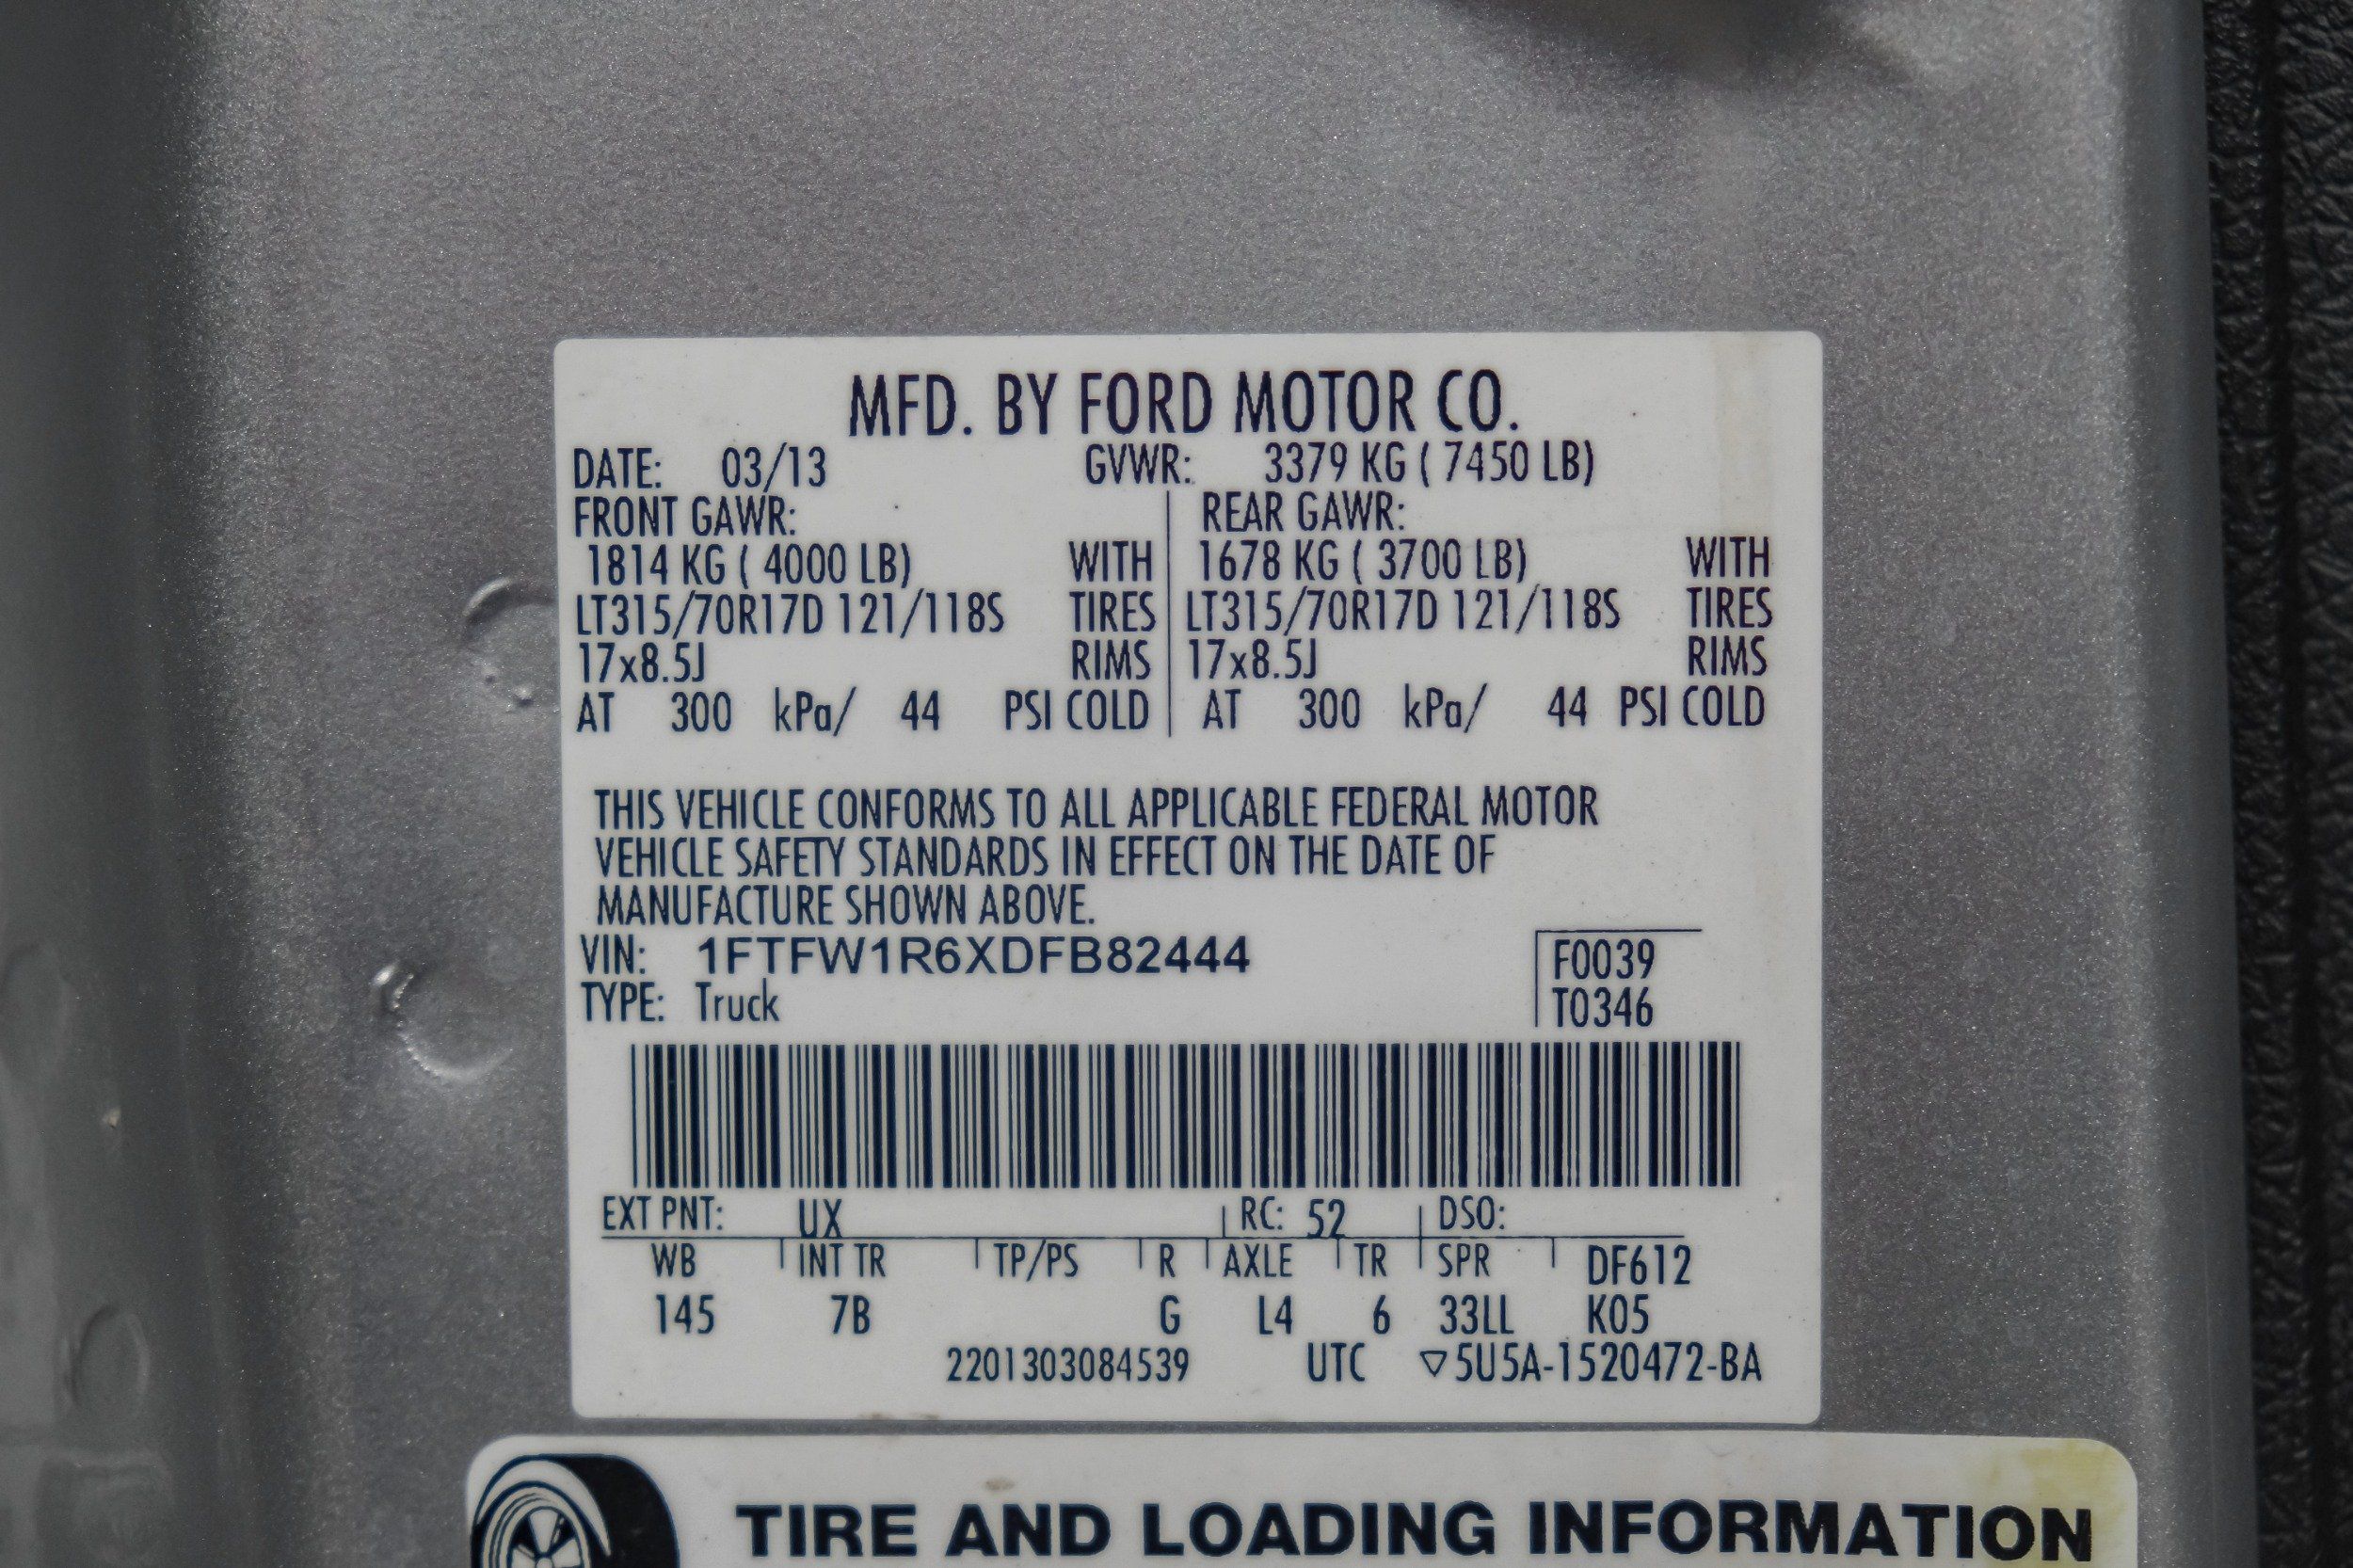 MFD. BY FORD MOTOR CO.
DATE: 03/13 GVWR: 3379 KG ( 7450 LB)
FRONT GAWR: REAR GAWR:
1814 KG ( 4000 LB) WITH 1678 KG ( 3700 LB) WITH
LT315/70R17D 121/118S TIRES LT315/70R17D 121/118S TIRES
17x8.5J RIMS 17x8.5J RIMS
AT 300 kPa/ 44 PSI COLD AT 300 kPa/ 44 PSI COLD
THIS VEHICLE CONFORMS TO ALL APPLICABLE FEDERAL MOTOR
VEHICLE SAFETY STANDARDS IN EFFECT ON THE DATE OF
MANUFACTURE SHOWN ABOVE.
VIN: 1FTFW1R6XDFB82444 F0039
TYPE: Truck T0346
EXT PNT: UX RC: 52 DSO:
WB INT TR TP/PS R AXLE TR SPR DF612
145 7B G L4 6 33LL K05
2201303084539 UTC ▽5U5A-1520472-BA
TIRE AND LOADING INFORMATION